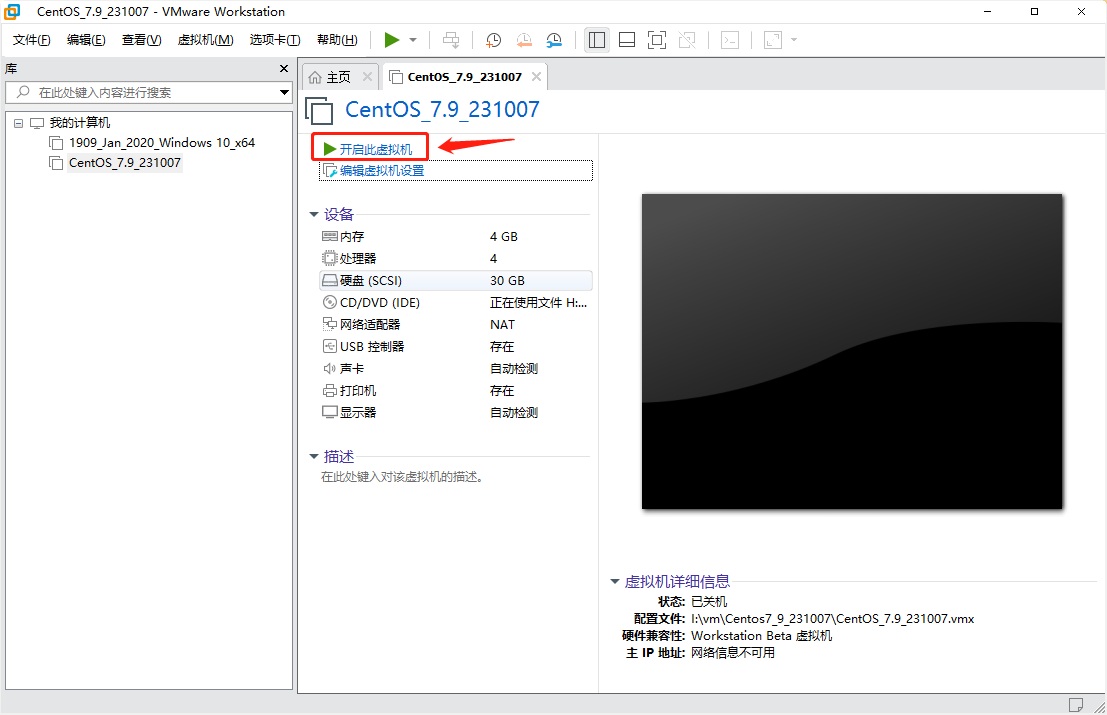 CentOS_7.9_231007 - VMware Workstation
文件(F) 编辑(E) 查看(V) 虚拟机(M) 选项卡(T) 帮助(H)
库
在此处键入内容进行搜索
我的计算机
1909_Jan_2020_Windows 10_x64
CentOS_7.9_231007
主页
CentOS_7.9_231007
CentOS_7.9_231007
开启此虚拟机
编辑虚拟机设置
设备
内存 4 GB
处理器 4
硬盘 (SCSI) 30 GB
CD/DVD (IDE) 正在使用文件 H:...
网络适配器 NAT
USB 控制器 存在
声卡 自动检测
打印机 存在
显示器 自动检测
描述
在此处键入对该虚拟机的描述。
虚拟机详细信息
状态: 已关机
配置文件: I:\vm\Centos7_9_231007\CentOS_7.9_231007.vmx
硬件兼容性: Workstation Beta 虚拟机
主 IP 地址: 网络信息不可用